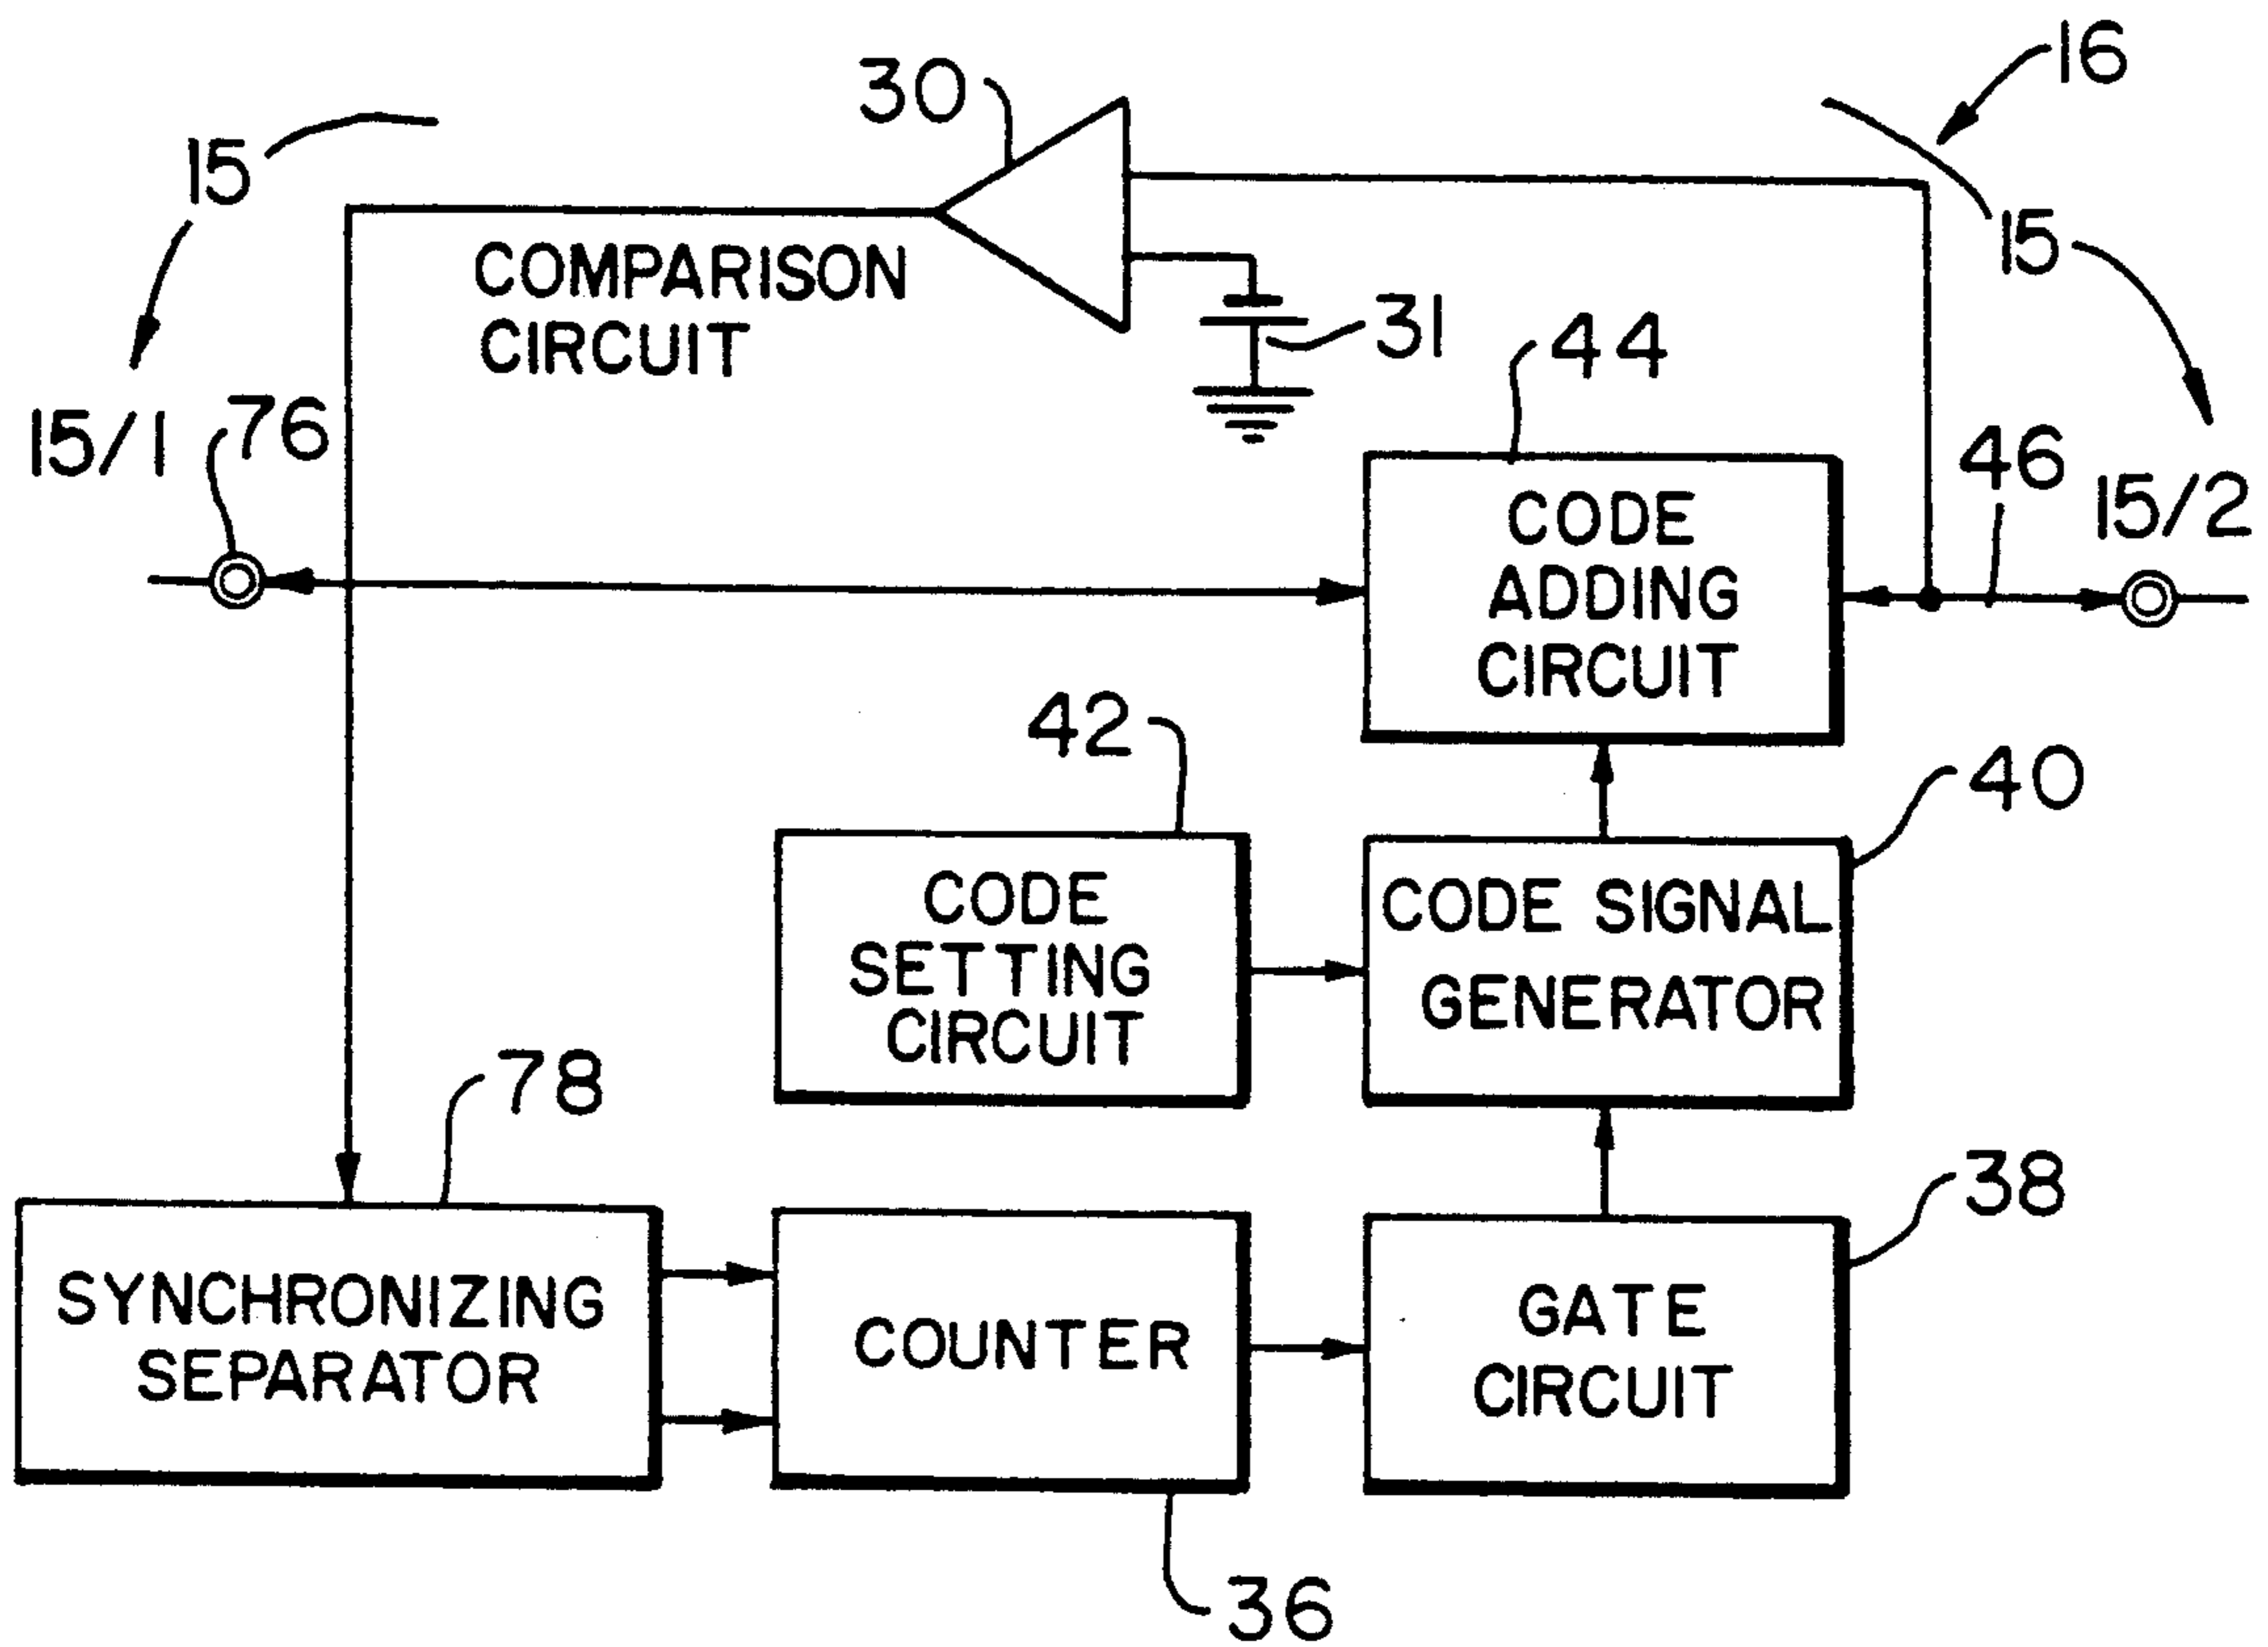 16
30
15
15
COMPARISON
CIRCUIT
31
44
15/1
76
46
15/2
CODE
ADDING
CIRCUIT
42
40
CODE
SETTING
CIRCUIT
CODE SIGNAL
GENERATOR
78
38
SYNCHRONIZING
SEPARATOR
COUNTER
GATE
CIRCUIT
36